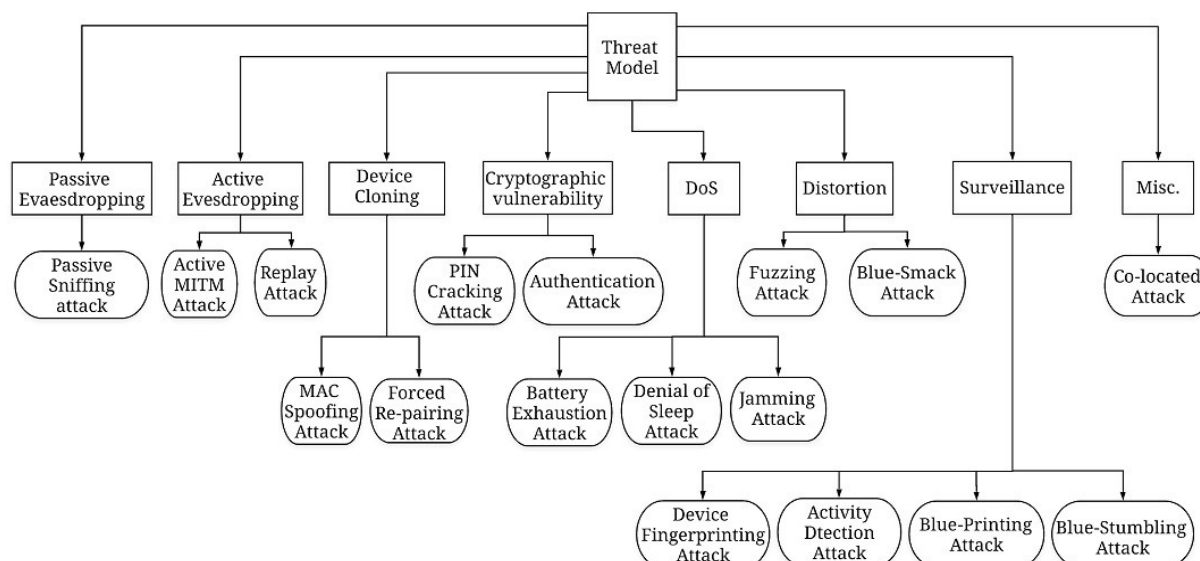 Threat
Model
Passive
Evaesdropping
Active
Evesdropping
Device
Cloning
Cryptographic
vulnerability
DoS
Distortion
Surveillance
Misc.
Passive
Sniffing
attack
Active
MITM
Attack
Replay
Attack
PIN
Cracking
Attack
Authentication
Attack
Fuzzing
Attack
Blue-Smack
Attack
Co-located
Attack
MAC
Spoofing
Attack
Forced
Re-pairing
Attack
Battery
Exhaustion
Attack
Denial of
Sleep
Attack
Jamming
Attack
Device
Fingerprinting
Attack
Activity
Dtection
Attack
Blue-Printing
Attack
Blue-Stumbling
Attack